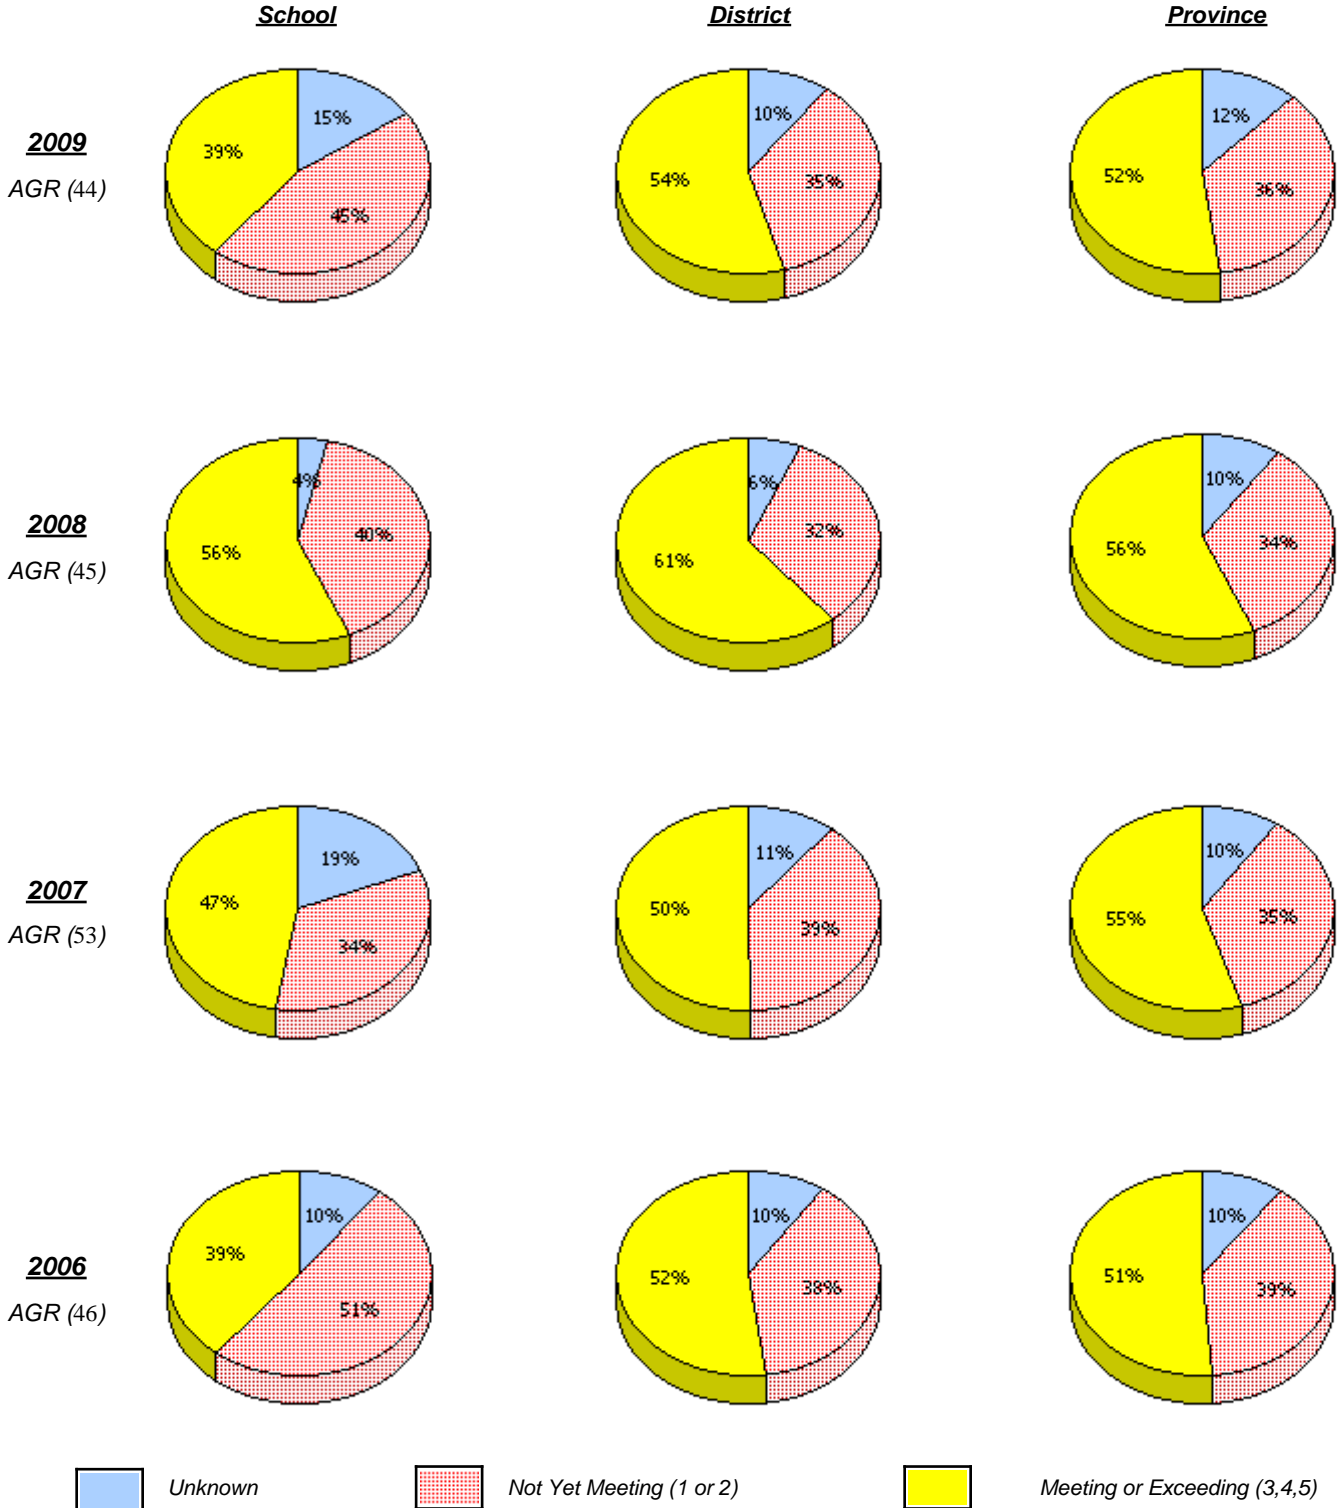 School District Province
2009
AGR (44)
39% 15% 45%
54% 10% 35%
52% 12% 36%
2008
AGR (45)
56% 4% 40%
61% 6% 32%
56% 10% 34%
2007
AGR (53)
47% 19% 34%
50% 11% 39%
55% 10% 35%
2006
AGR (46)
39% 10% 51%
52% 10% 38%
51% 10% 39%
Unknown Not Yet Meeting (1 or 2) Meeting or Exceeding (3,4,5)